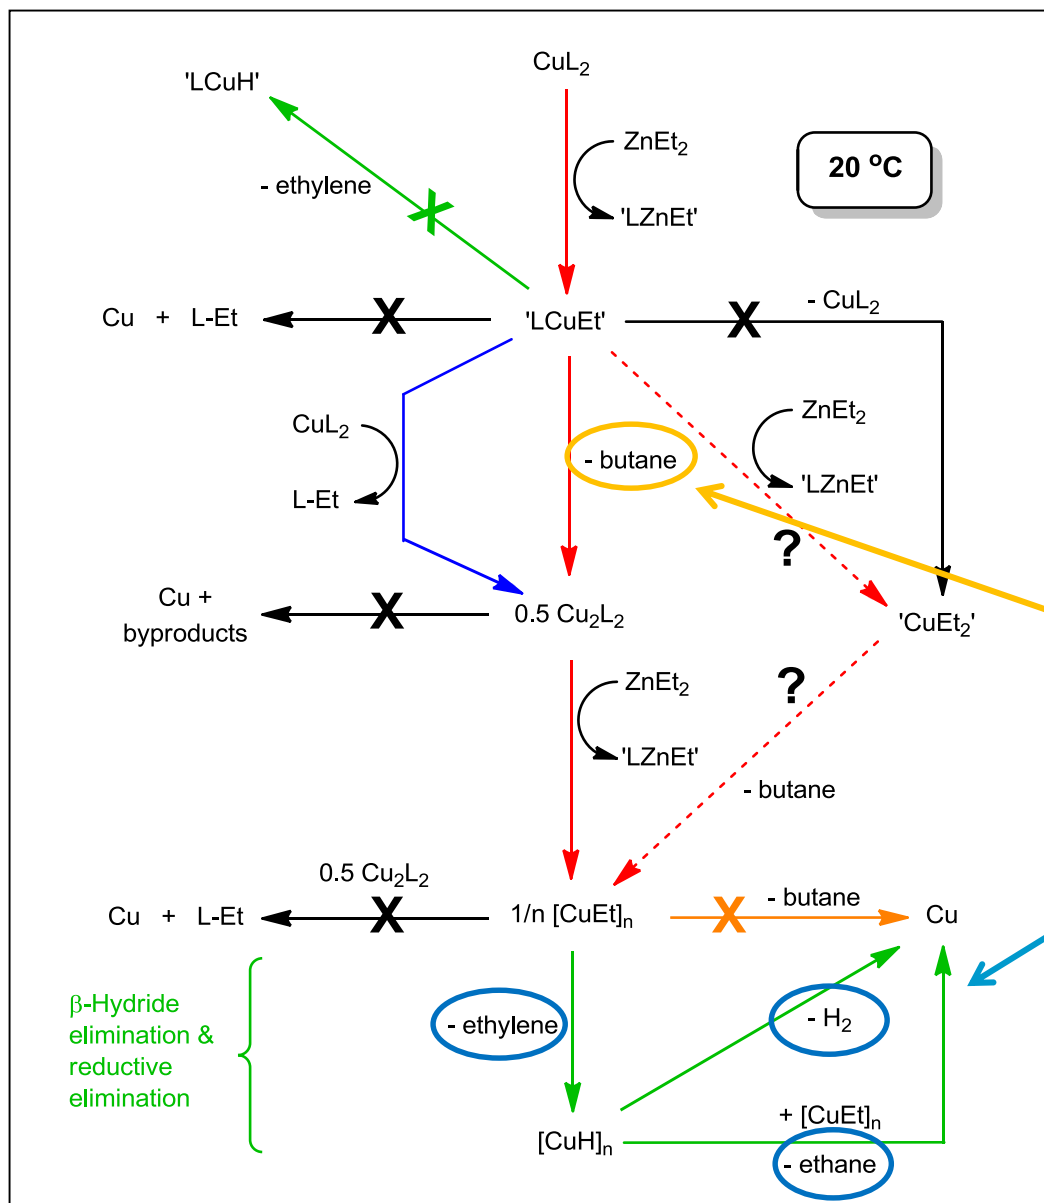 CuL2
'LCuH'
ZnEt2
20 °C
- ethylene
'LZnEt'
X
- CuL2
Cu + L-Et
X
'LCuEt'
X
CuL2
ZnEt2
- butane
L-Et
'LZnEt'
?
Cu +
byproducts
X
0.5 Cu2L2
'CuEt2'
ZnEt2
?
'LZnEt'
- butane
0.5 Cu2L2
- butane
Cu + L-Et
X
1/n [CuEt]n
X
Cu
β-Hydride
elimination &
reductive
elimination
- ethylene
- H2
+ [CuEt]n
[CuH]n
- ethane